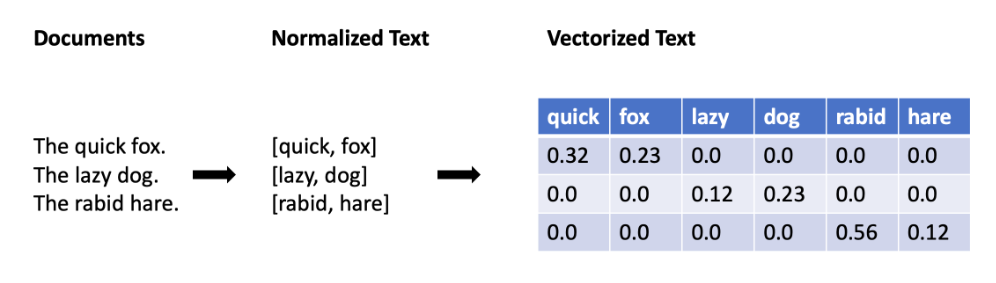 Documents
Normalized Text
Vectorized Text
The quick fox.
The lazy dog.
The rabid hare.
[quick, fox]
[lazy, dog]
[rabid, hare]
quick fox lazy dog rabid hare
0.32 0.23 0.0 0.0 0.0 0.0
0.0 0.0 0.12 0.23 0.0 0.0
0.0 0.0 0.0 0.0 0.56 0.12